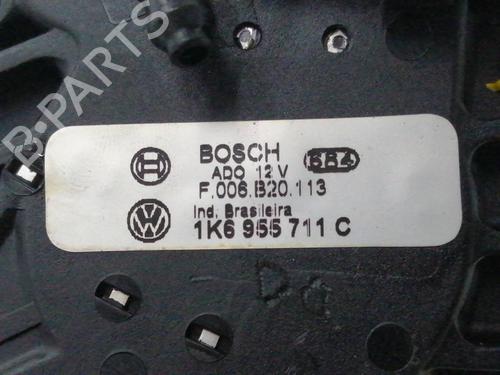 B-PARTS
BOSCH
ADO 12 V
F.006.B20.113
Ind. Brasileira
1K6 955 711 C